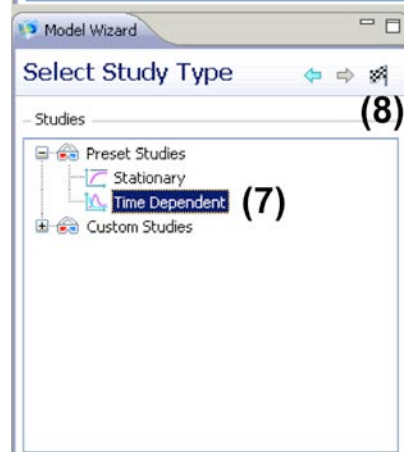 Model Wizard
Select Study Type
(8)
Studies
Preset Studies
Stationary
Time Dependent (7)
Custom Studies